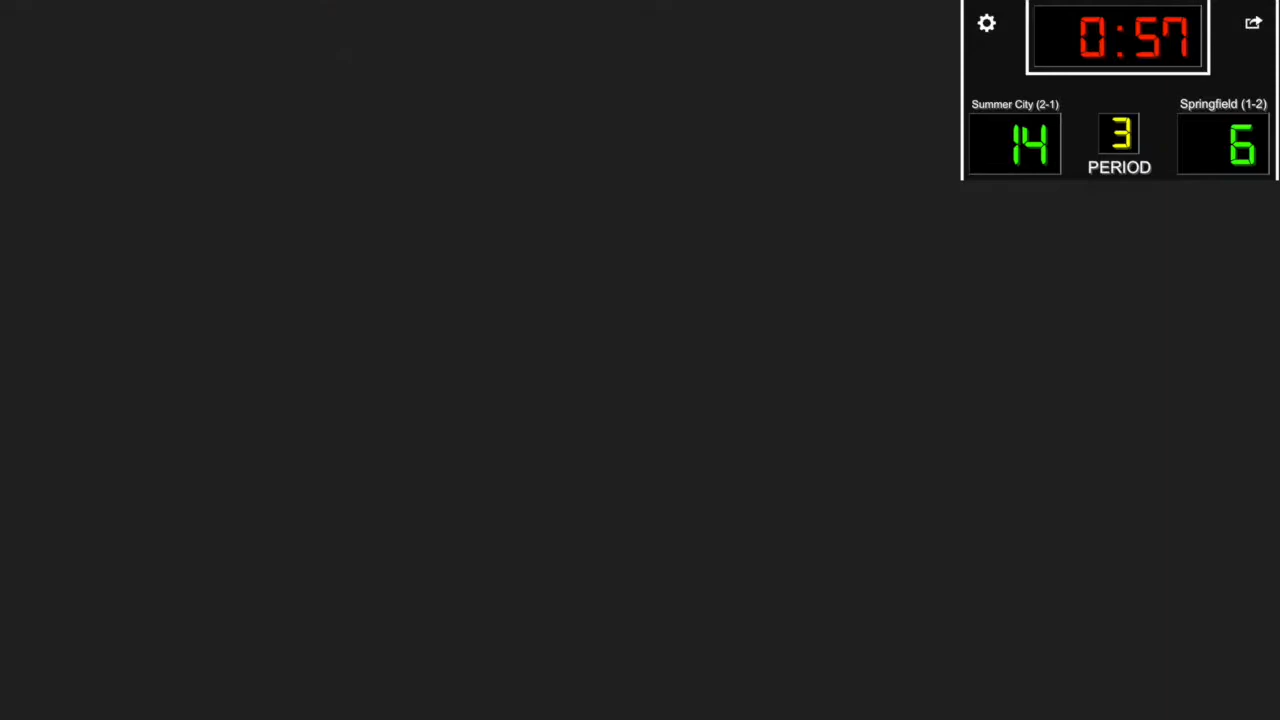 0:57
Summer City (2-1)
Springfield (1-2)
14
3
6
PERIOD